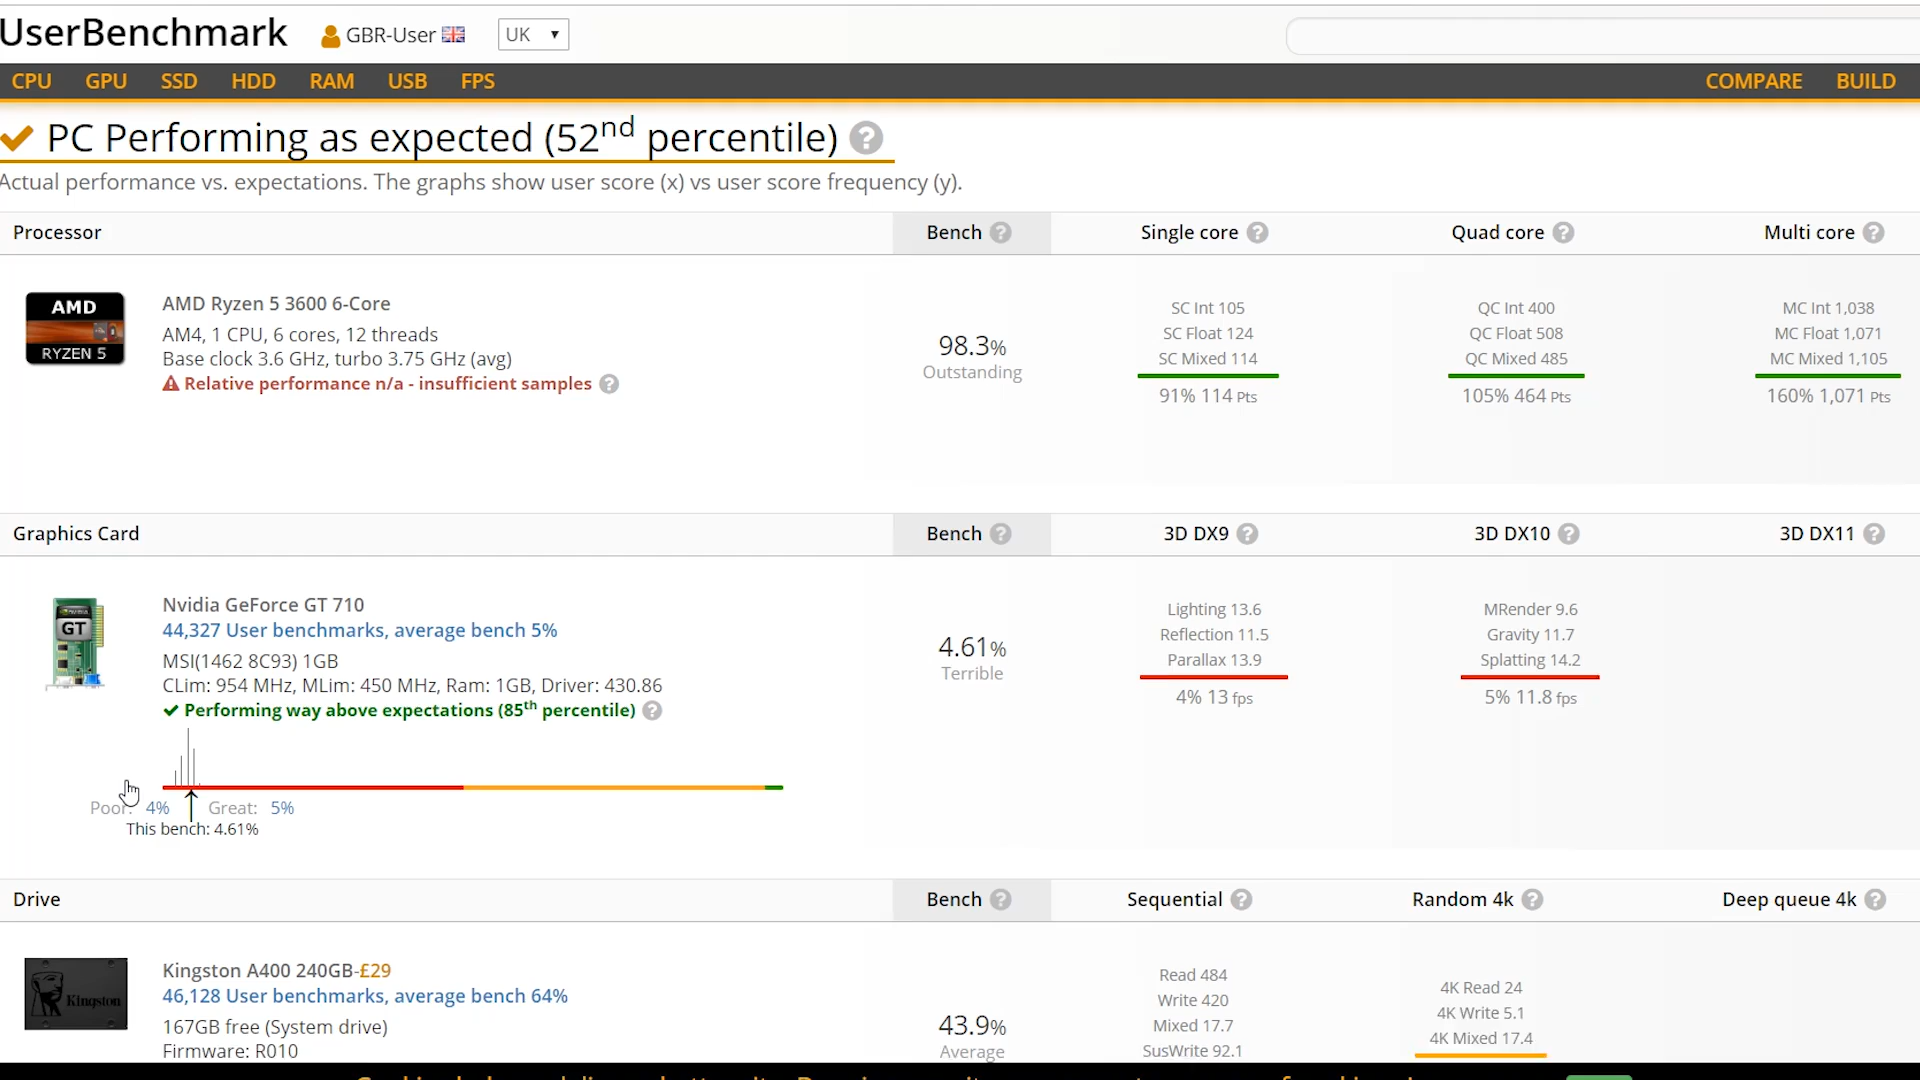 UserBenchmark GBR-User UK
CPU GPU SSD HDD RAM USB FPS COMPARE BUILD
PC Performing as expected (52nd percentile) ?
Actual performance vs. expectations. The graphs show user score (x) vs user score frequency (y).
Processor Bench ? Single core ? Quad core ? Multi core ?
AMD
RYZEN 5
AMD Ryzen 5 3600 6-Core
AM4, 1 CPU, 6 cores, 12 threads
Base clock 3.6 GHz, turbo 3.75 GHz (avg)
Relative performance n/a - insufficient samples ?
98.3%
Outstanding
SC Int 105
SC Float 124
SC Mixed 114
91% 114 Pts
QC Int 400
QC Float 508
QC Mixed 485
105% 464 Pts
MC Int 1,038
MC Float 1,071
MC Mixed 1,105
160% 1,071 Pts
Graphics Card Bench ? 3D DX9 ? 3D DX10 ? 3D DX11 ?
GT
Nvidia GeForce GT 710
44,327 User benchmarks, average bench 5%
MSI(1462 8C93) 1GB
CLim: 954 MHz, MLim: 450 MHz, Ram: 1GB, Driver: 430.86
Performing way above expectations (85th percentile) ?
Poor: 4% Great: 5%
This bench: 4.61%
4.61%
Terrible
Lighting 13.6
Reflection 11.5
Parallax 13.9
4% 13 fps
MRender 9.6
Gravity 11.7
Splatting 14.2
5% 11.8 fps
Drive Bench ? Sequential ? Random 4k ? Deep queue 4k ?
Kingston
Kingston A400 240GB-£29
46,128 User benchmarks, average bench 64%
167GB free (System drive)
Firmware: R010
43.9%
Average
Read 484
Write 420
Mixed 17.7
SusWrite 92.1
4K Read 24
4K Write 5.1
4K Mixed 17.4